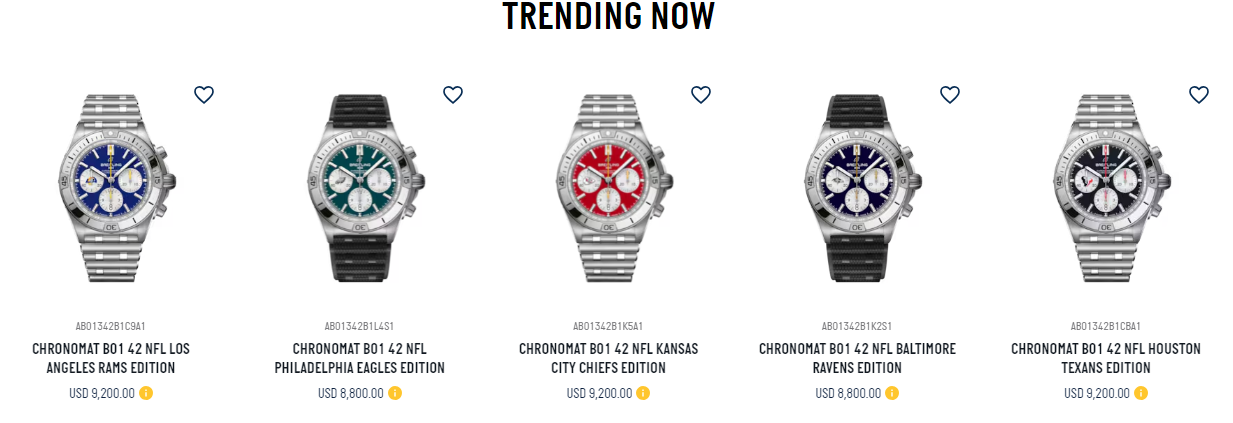 TRENDING NOW
AB01342B1C9A1
CHRONOMAT B01 42 NFL LOS
ANGELES RAMS EDITION
USD 9,200.00
AB01342B1L4S1
CHRONOMAT B01 42 NFL
PHILADELPHIA EAGLES EDITION
USD 8,800.00
AB01342B1K5A1
CHRONOMAT B01 42 NFL KANSAS
CITY CHIEFS EDITION
USD 9,200.00
AB01342B1K2S1
CHRONOMAT B01 42 NFL BALTIMORE
RAVENS EDITION
USD 8,800.00
AB01342B1CBA1
CHRONOMAT B01 42 NFL HOUSTON
TEXANS EDITION
USD 9,200.00